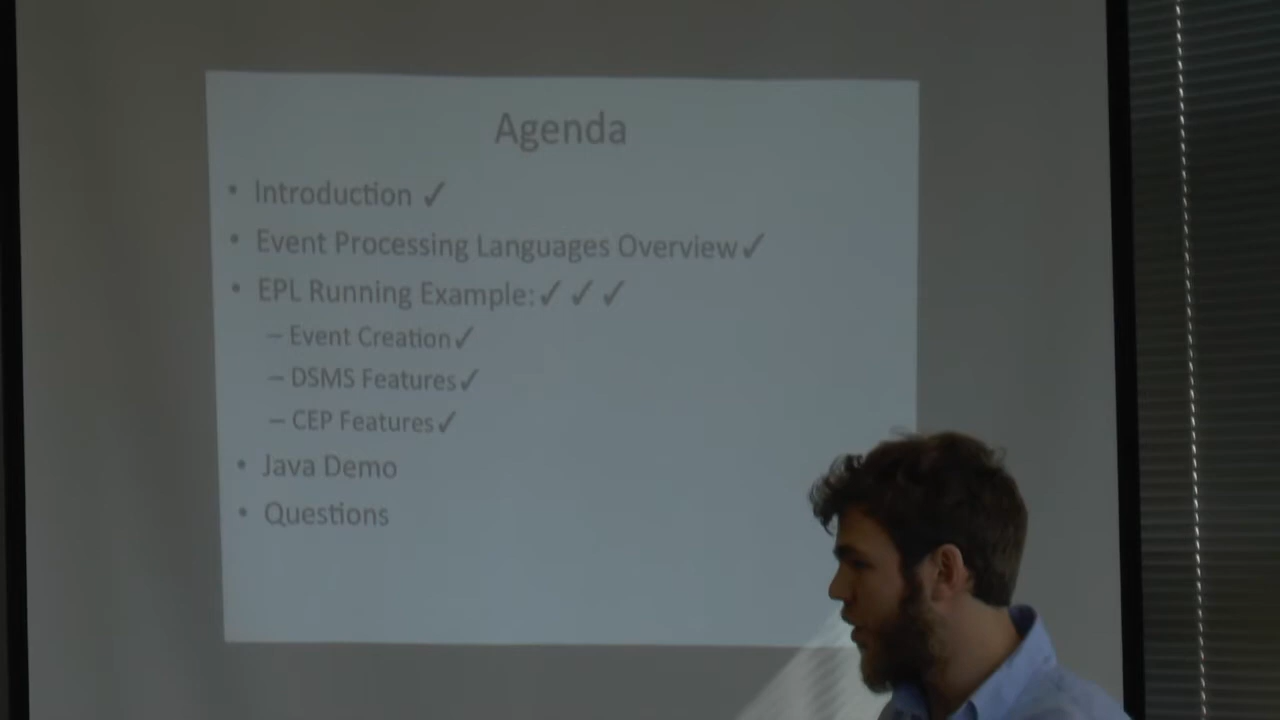 Agenda
• Introduction ✓
• Event Processing Languages Overview ✓
• EPL Running Example: ✓ ✓ ✓
– Event Creation ✓
– DSMS Features ✓
– CEP Features ✓
• Java Demo
• Questions